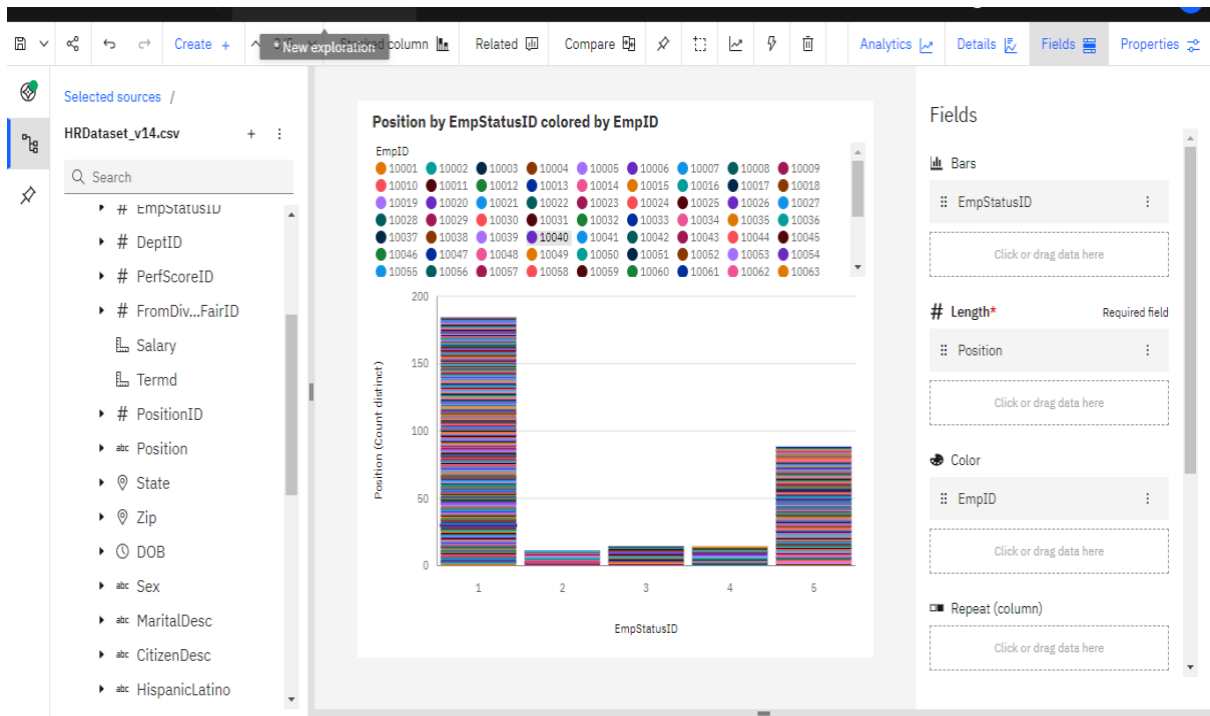 Create +
* New exploration
column
Related
Compare
Analytics
Details
Fields
Properties
Selected sources /
HRDataset_v14.csv
Search
# EmpStatusID
# DeptID
# PerfScoreID
# FromDiv...FairID
Salary
Termd
# PositionID
abc Position
State
Zip
DOB
abc Sex
abc MaritalDesc
abc CitizenDesc
abc HispanicLatino
Position by EmpStatusID colored by EmpID
EmpID
10001 10002 10003 10004 10005 10006 10007 10008 10009
10010 10011 10012 10013 10014 10015 10016 10017 10018
10019 10020 10021 10022 10023 10024 10025 10026 10027
10028 10029 10030 10031 10032 10033 10034 10035 10036
10037 10038 10039 10040 10041 10042 10043 10044 10045
10046 10047 10048 10049 10050 10051 10052 10053 10054
10055 10056 10057 10058 10059 10060 10061 10062 10063
200
150
100
50
0
Position (Count distinct)
1 2 3 4 5
EmpStatusID
Fields
Bars
EmpStatusID
Click or drag data here
# Length* Required field
Position
Click or drag data here
Color
EmpID
Click or drag data here
Repeat (column)
Click or drag data here